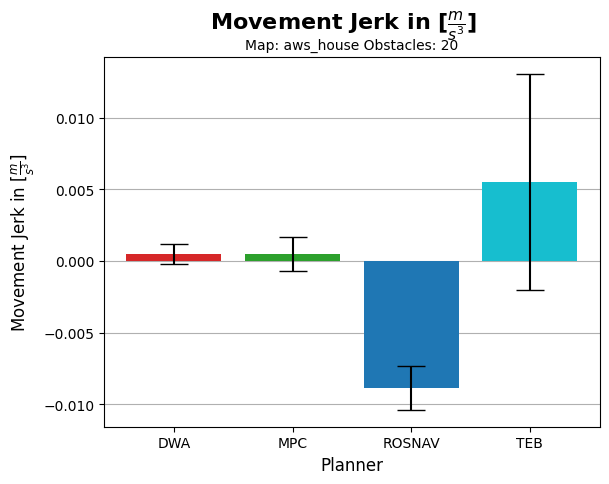 Movement Jerk in [m/s³]
Map: aws_house Obstacles: 20
Movement Jerk in [m/s³]
0.010
0.005
0.000
−0.005
−0.010
DWA MPC ROSNAV TEB
Planner